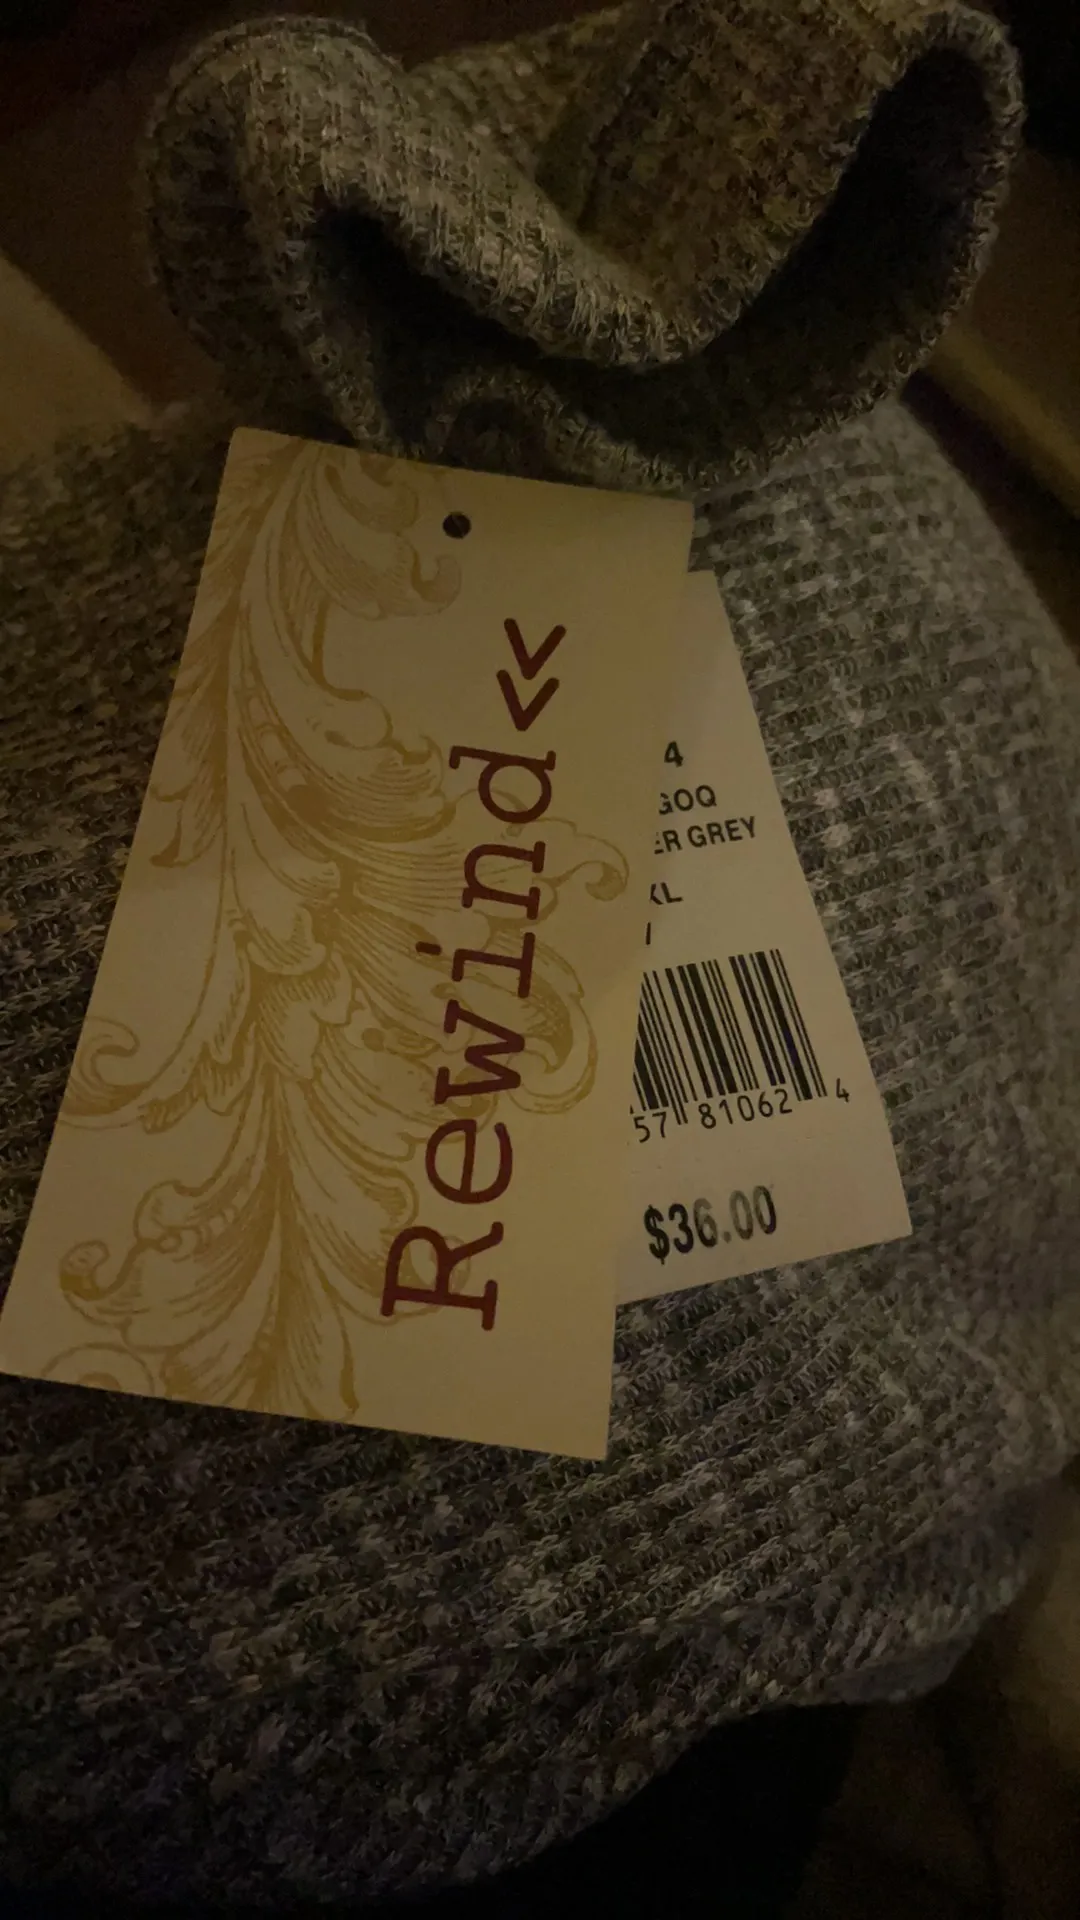 Rewind<<
4
GOQ
ER GREY
XL
57 81062 4
$36.00